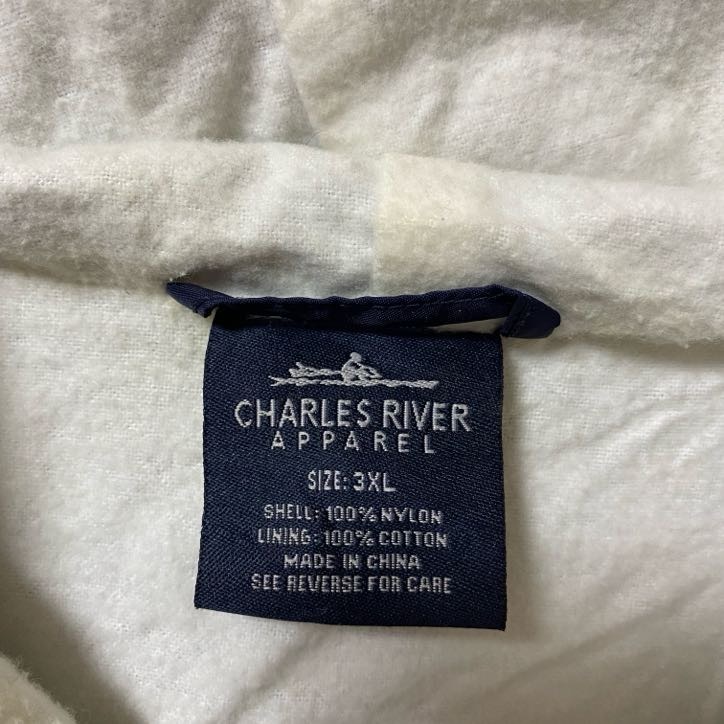 CHARLES RIVER
APPAREL
SIZE: 3XL
SHELL: 100% NYLON
LINING: 100% COTTON
MADE IN CHINA
SEE REVERSE FOR CARE